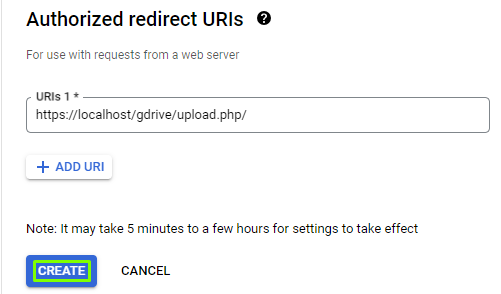 Authorized redirect URIs ?
For use with requests from a web server
URIs 1 *
https://localhost/gdrive/upload.php/
+ ADD URI
Note: It may take 5 minutes to a few hours for settings to take effect
CREATE CANCEL